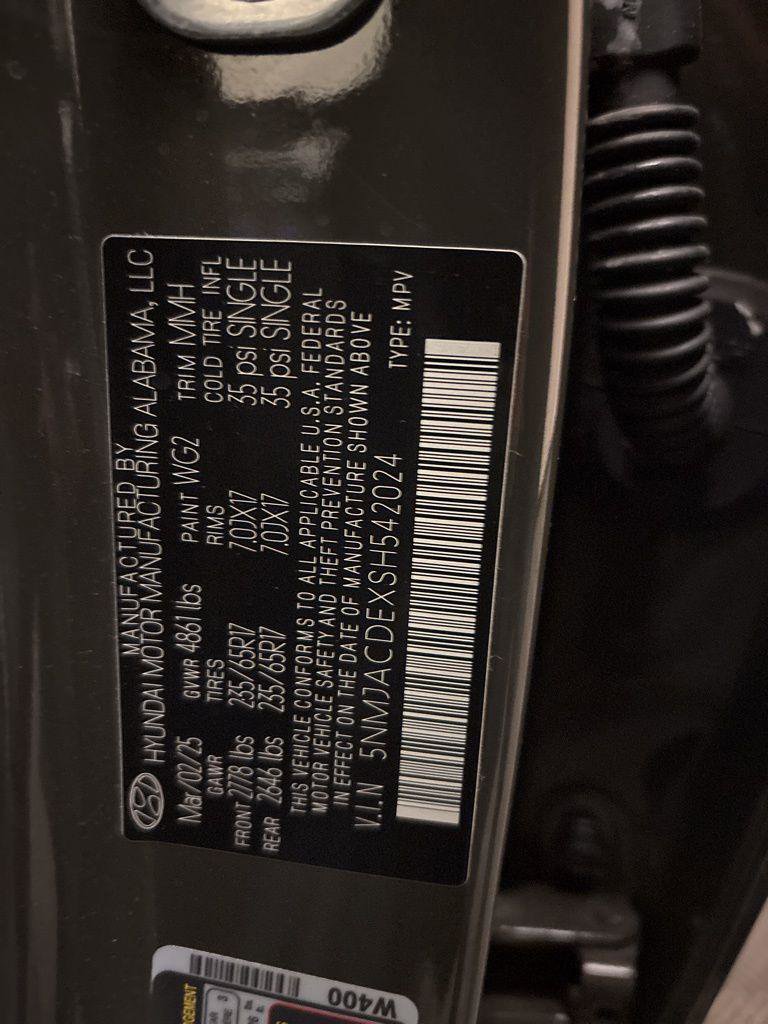 MANUFACTURED BY
HYUNDAI MOTOR MANUFACTURING ALABAMA, LLC
Mar/02/25 GVWR 4861 lbs PAINT WG2 TRIM MMH
GAWR TIRES RIMS COLD TIRE INFL
FRONT 2778 lbs 235/65R17 7.0JX17 35 psi SINGLE
REAR 2646 lbs 235/65R17 7.0JX17 35 psi SINGLE
THIS VEHICLE CONFORMS TO ALL APPLICABLE U.S.A. FEDERAL
MOTOR VEHICLE SAFETY AND THEFT PREVENTION STANDARDS
IN EFFECT ON THE DATE OF MANUFACTURE SHOWN ABOVE
V.I.N 5NMJACDEXSH542024 TYPE: MPV
W400